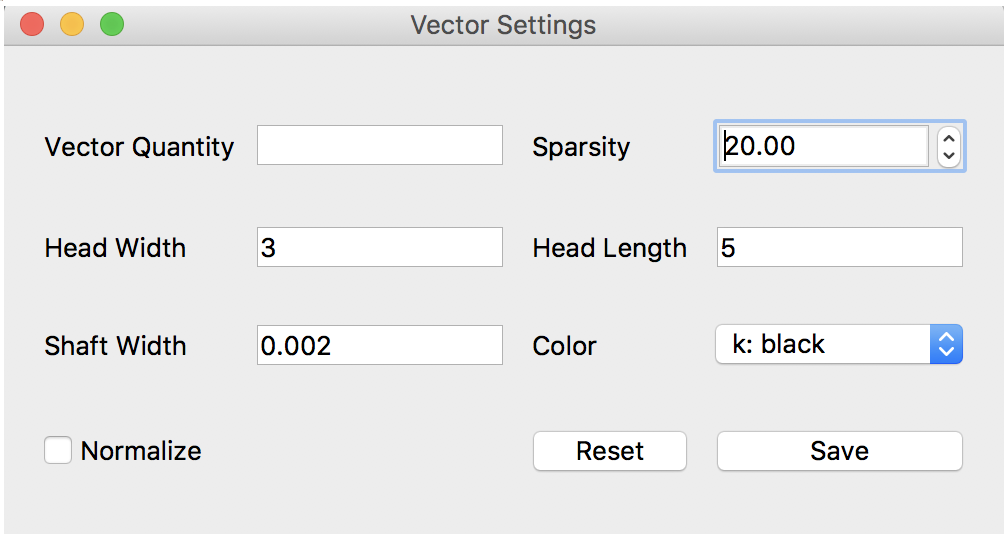 Vector Settings
Vector Quantity Sparsity 20.00
Head Width 3 Head Length 5
Shaft Width 0.002 Color k: black
Normalize Reset Save